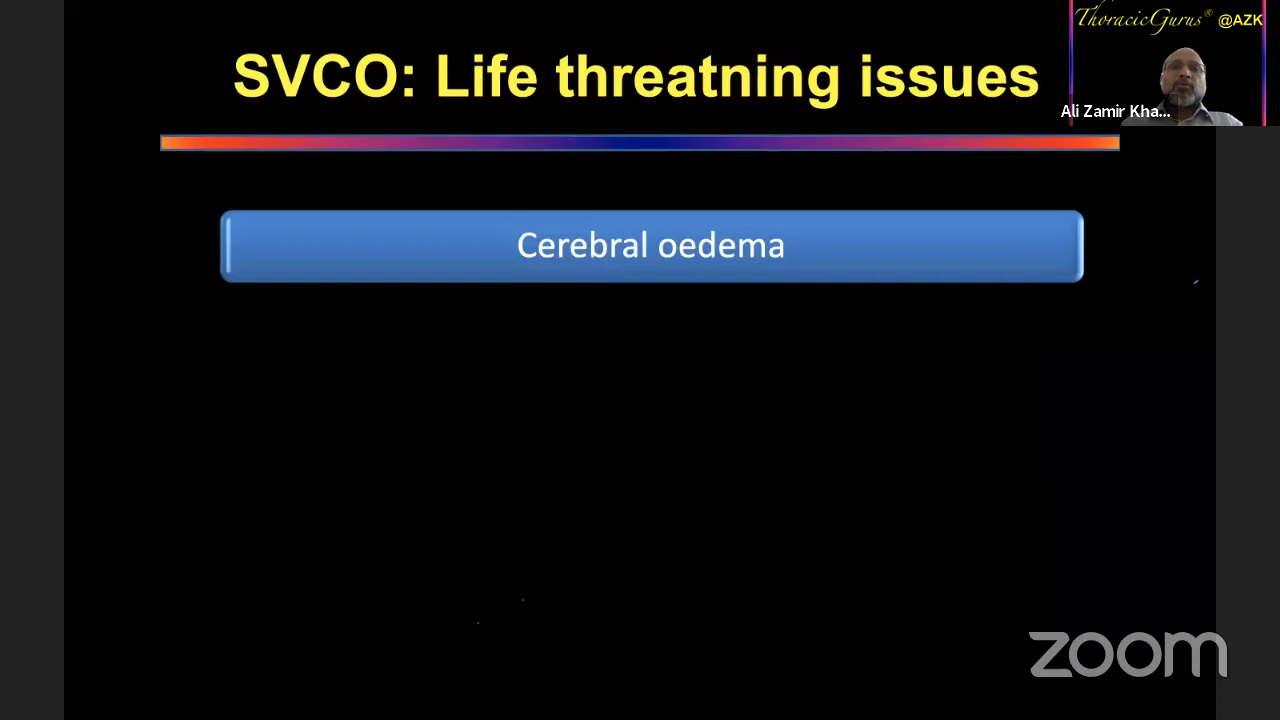 ThoracicGurus® @AZK
SVCO: Life threatning issues
Ali Zamir Kha...
Cerebral oedema
zoom